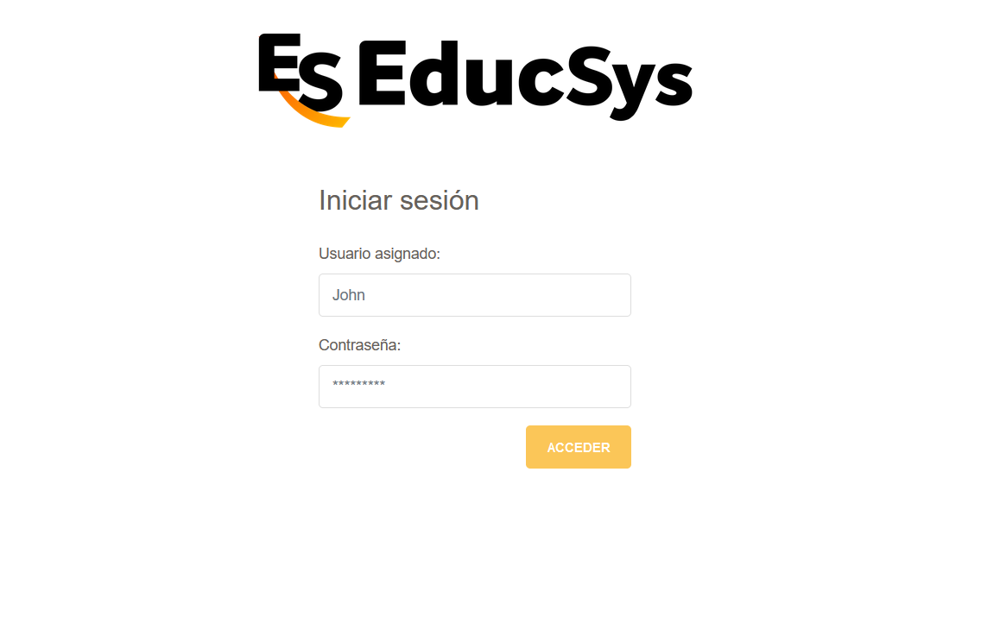 ES EducSys
Iniciar sesión
Usuario asignado:
John
Contraseña:
*********
ACCEDER